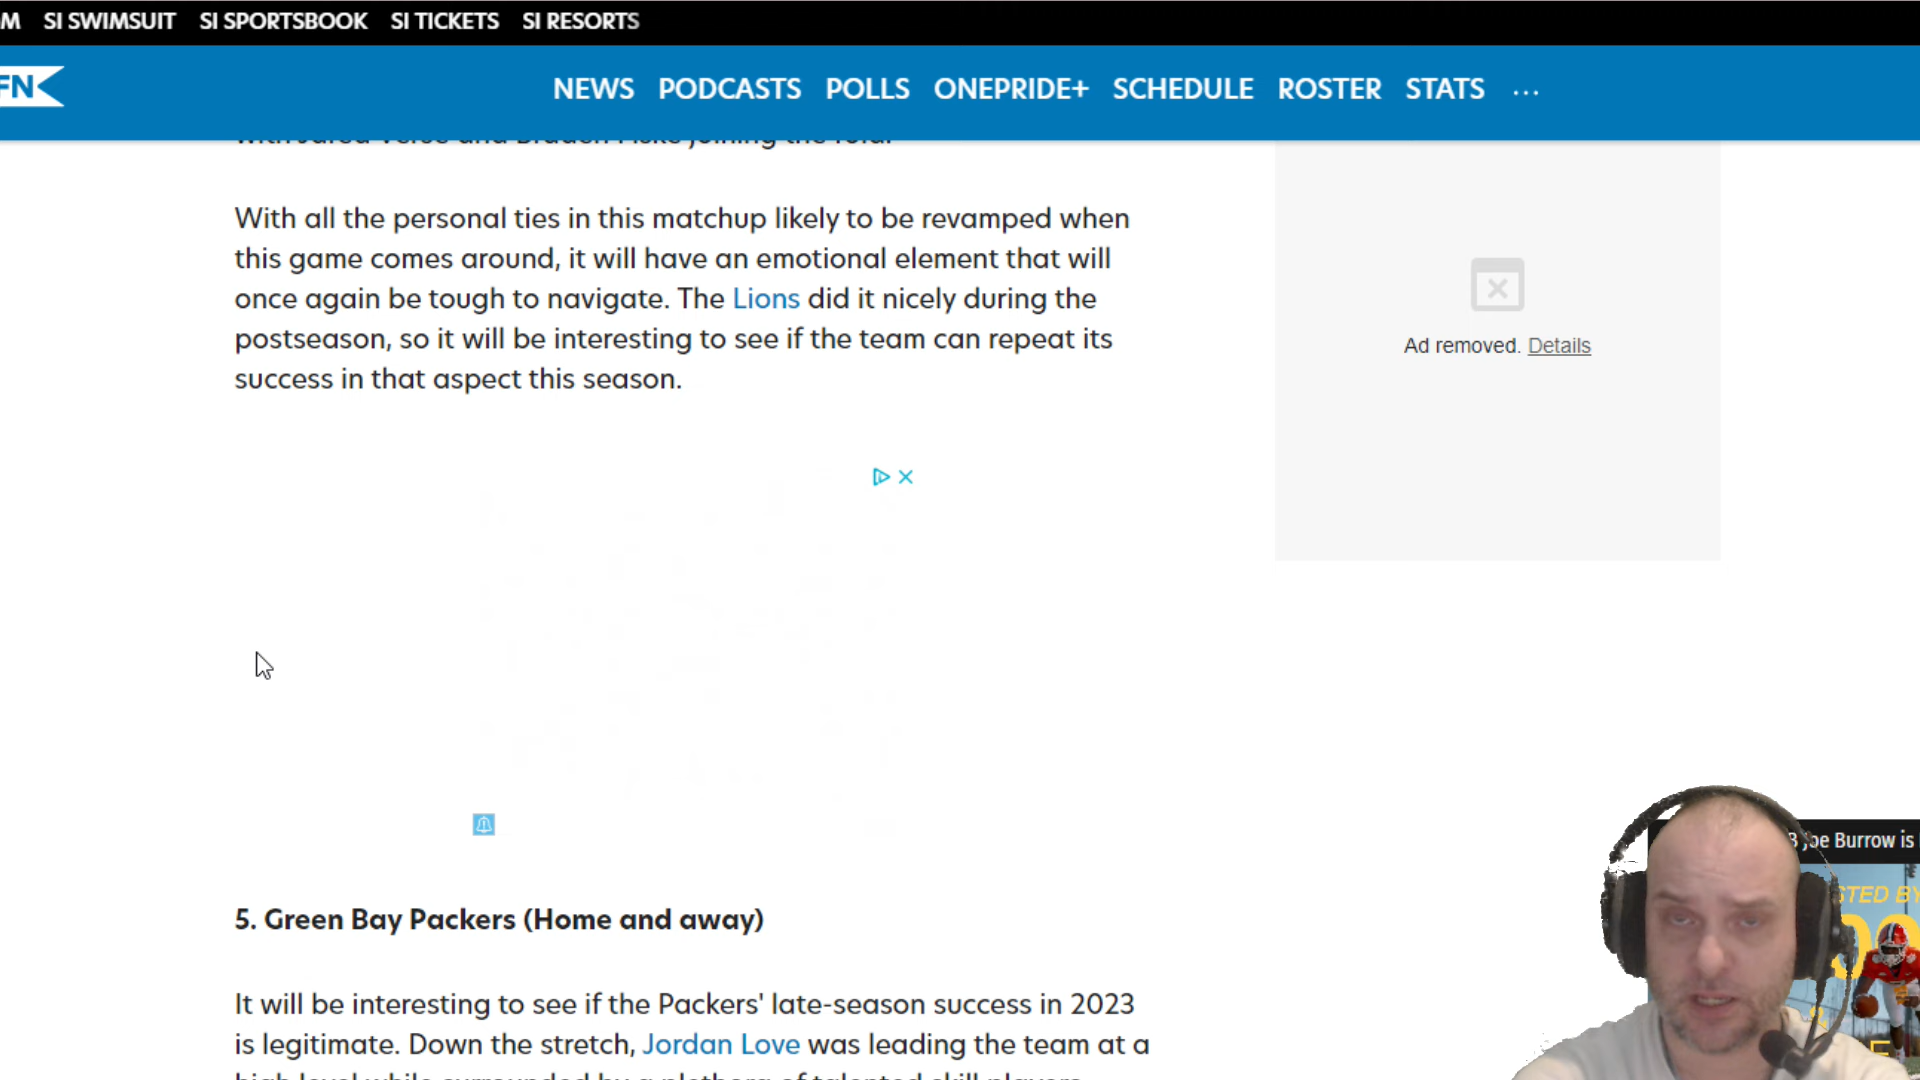 M SI SWIMSUIT SI SPORTSBOOK SI TICKETS SI RESORTS
FN NEWS PODCASTS POLLS ONEPRIDE+ SCHEDULE ROSTER STATS ...
With all the personal ties in this matchup likely to be revamped when
this game comes around, it will have an emotional element that will
once again be tough to navigate. The Lions did it nicely during the
postseason, so it will be interesting to see if the team can repeat its
success in that aspect this season.
Ad removed. Details
5. Green Bay Packers (Home and away)
Joe Burrow is
It will be interesting to see if the Packers' late-season success in 2023
is legitimate. Down the stretch, Jordan Love was leading the team at a